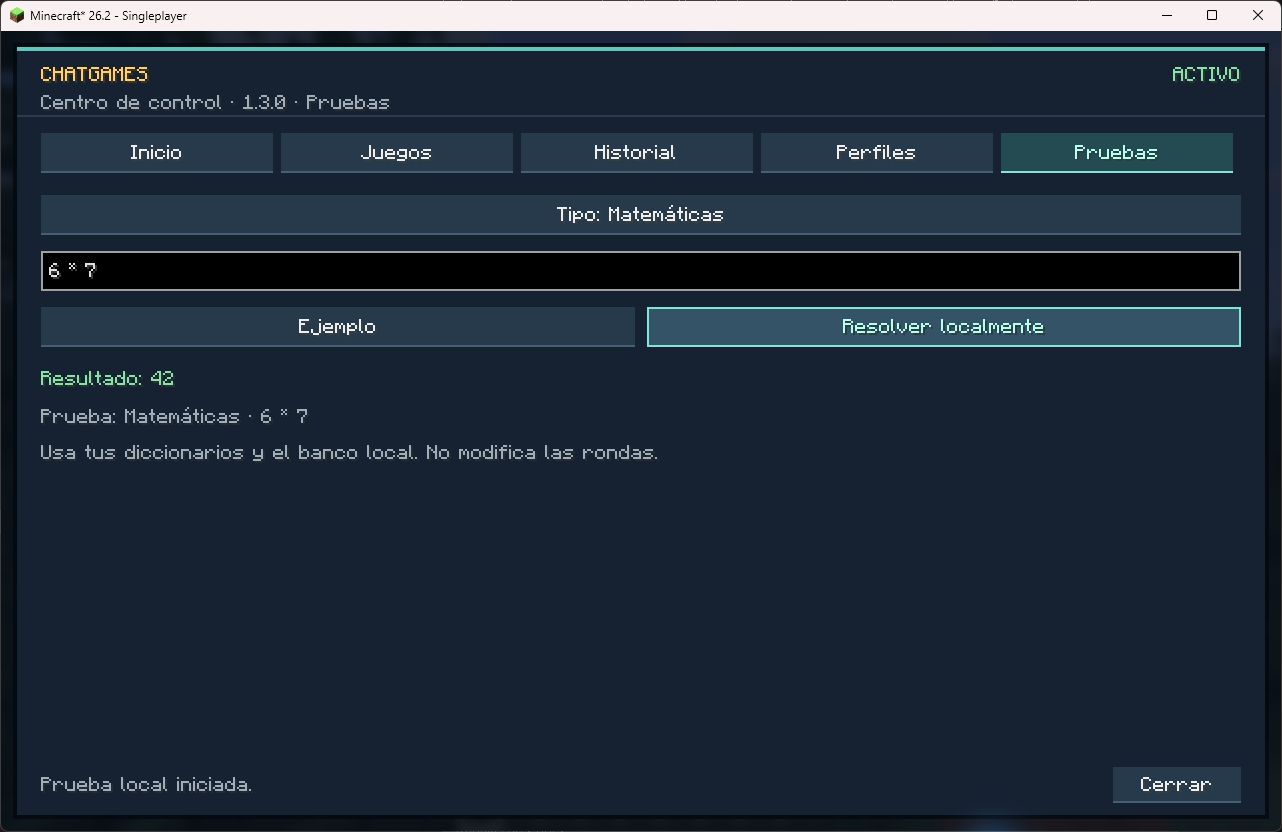 Minecraft* 26.2 - Singleplayer
CHATGAMES
ACTIVO
Centro de control · 1.3.0 · Pruebas
Inicio
Juegos
Historial
Perfiles
Pruebas
Tipo: Matemáticas
6 * 7
Ejemplo
Resolver localmente
Resultado: 42
Prueba: Matemáticas · 6 * 7
Usa tus diccionarios y el banco local. No modifica las rondas.
Prueba local iniciada.
Cerrar